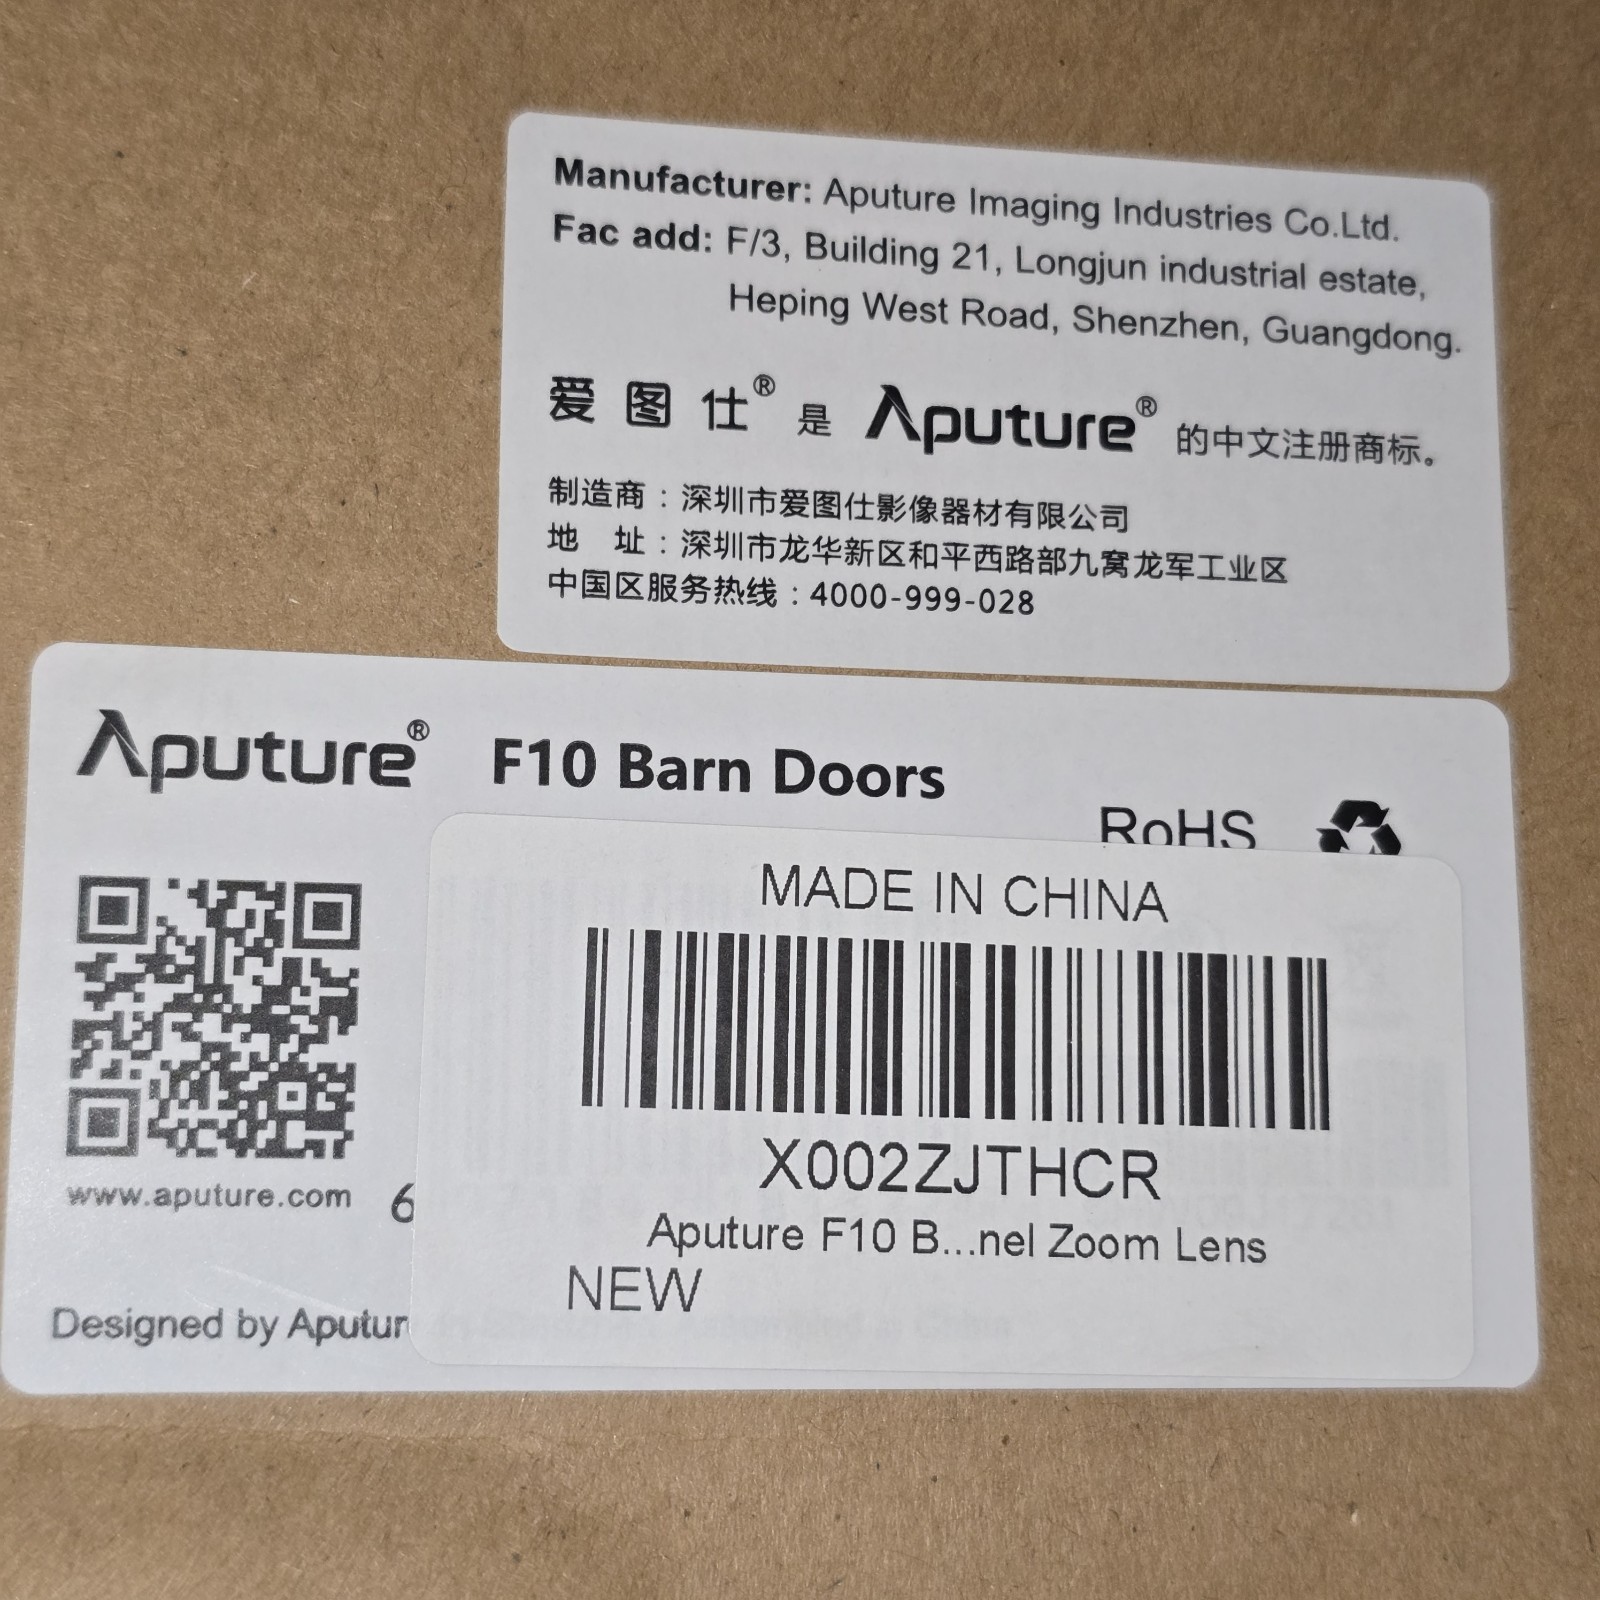 Manufacturer: Aputure Imaging Industries Co.Ltd.
Fac add: F/3, Building 21, Longjun industrial estate,
Heping West Road, Shenzhen, Guangdong.
爱图仕® 是 Aputure® 的中文注册商标。
制造商：深圳市爱图仕影像器材有限公司
地 址：深圳市龙华新区和平西路部九窝龙军工业区
中国区服务热线：4000-999-028
Aputure® F10 Barn Doors
RoHS
MADE IN CHINA
X002ZJTHCR
Aputure F10 B...nel Zoom Lens
NEW
www.aputure.com 6
Designed by Aputur